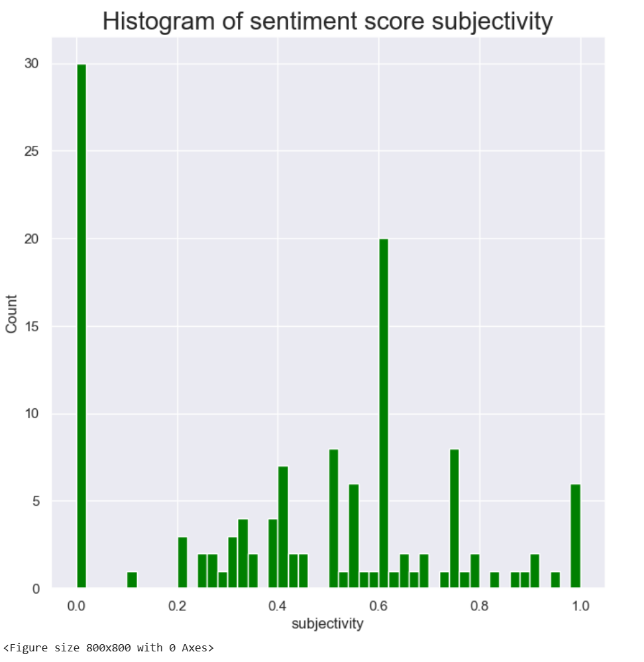 Histogram of sentiment score subjectivity
30
25
20
15
10
5
0
Count
0.0 0.2 0.4 0.6 0.8 1.0
subjectivity
<Figure size 800x800 with 0 Axes>